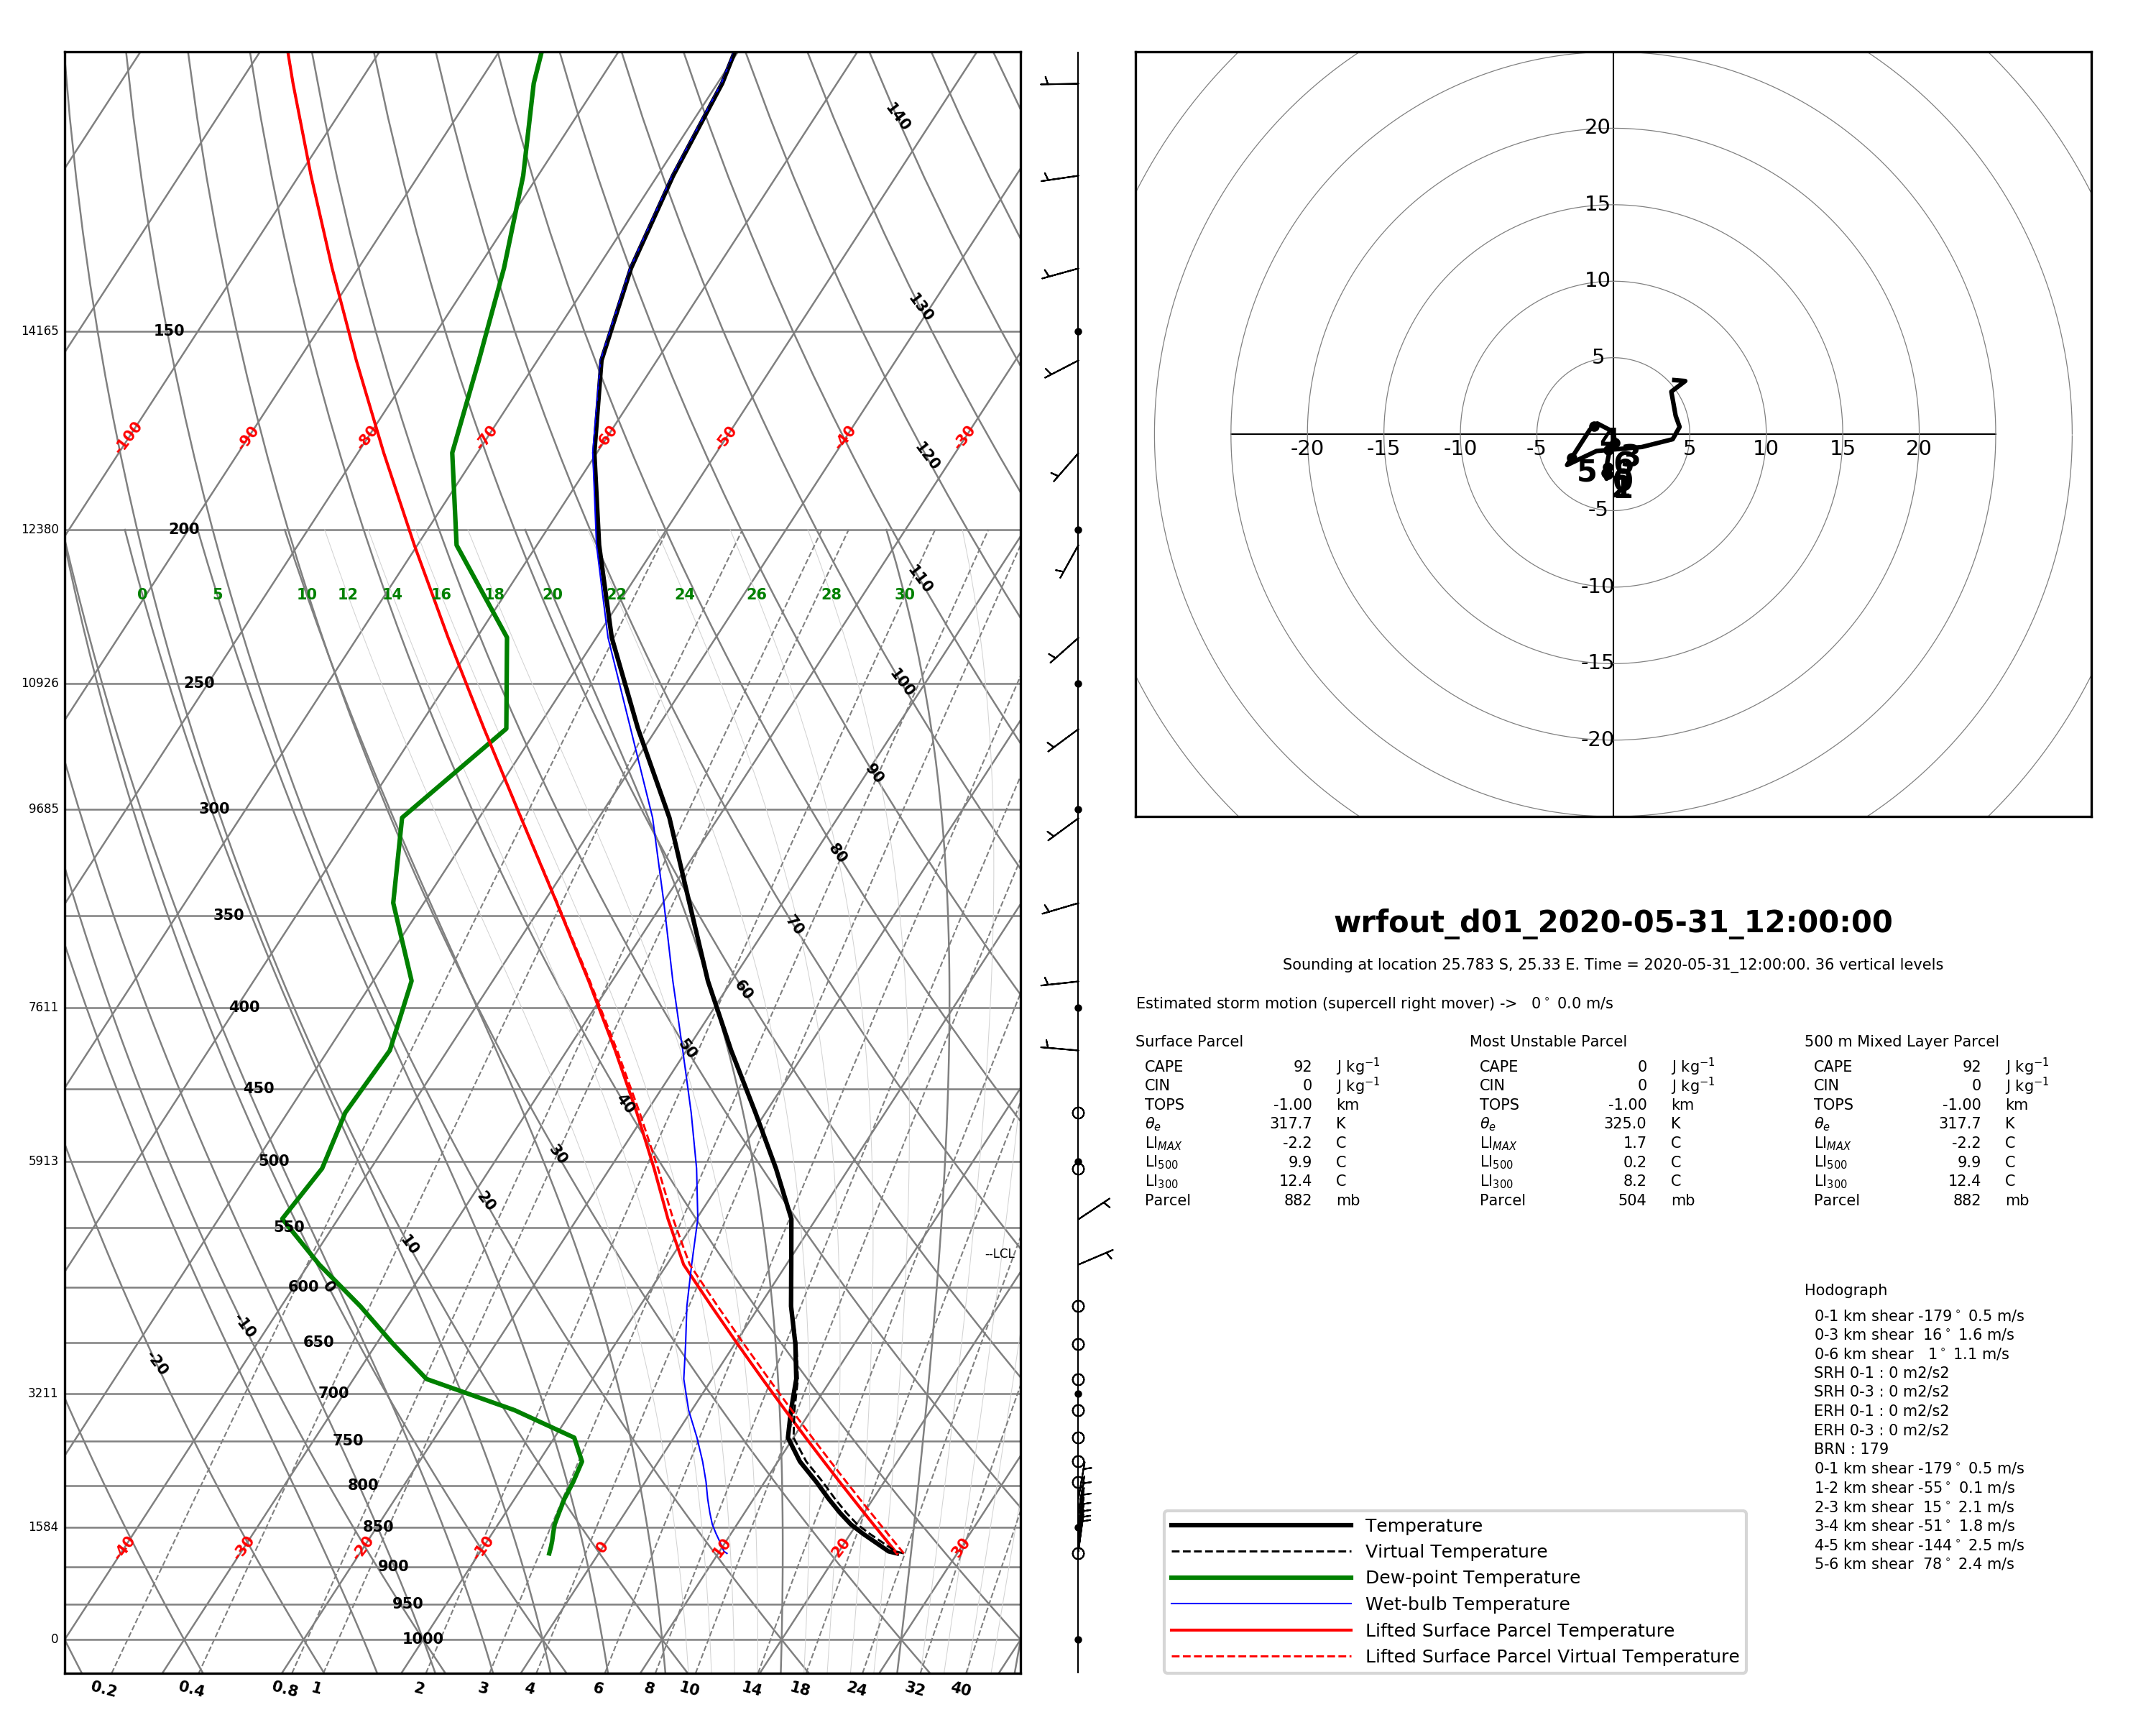 140
130
120
110
100
90
80
70
60
50
40
30
20
10
0
-10
-20
14165 150
-100 -90 -80 -70 -60 -50 -40 -30
12380 200
0 5 10 12 14 16 18 20 22 24 26 28 30
10926 250
9685 300
350
7611 400
450
5913 500
550
--LCL
600
650
3211 700
750
800
1584 850
-40 -30 -20 -10 0 10 20 30
900
950
0 1000
0.2 0.4 0.8 1 2 3 4 6 8 10 14 18 24 32 40
20
15
10
5
-20 -15 -10 -5 5 10 15 20
-5
-10
-15
-20
7
4
3
5
6
wrfout_d01_2020-05-31_12:00:00
Sounding at location 25.783 S, 25.33 E. Time = 2020-05-31_12:00:00. 36 vertical levels
Estimated storm motion (supercell right mover) -> 0° 0.0 m/s
Surface Parcel
CAPE 92 J kg⁻¹
CIN 0 J kg⁻¹
TOPS -1.00 km
θe 317.7 K
LIMAX -2.2 C
LI500 9.9 C
LI300 12.4 C
Parcel 882 mb
Most Unstable Parcel
CAPE 0 J kg⁻¹
CIN 0 J kg⁻¹
TOPS -1.00 km
θe 325.0 K
LIMAX 1.7 C
LI500 0.2 C
LI300 8.2 C
Parcel 504 mb
500 m Mixed Layer Parcel
CAPE 92 J kg⁻¹
CIN 0 J kg⁻¹
TOPS -1.00 km
θe 317.7 K
LIMAX -2.2 C
LI500 9.9 C
LI300 12.4 C
Parcel 882 mb
Hodograph
0-1 km shear -179° 0.5 m/s
0-3 km shear 16° 1.6 m/s
0-6 km shear 1° 1.1 m/s
SRH 0-1 : 0 m2/s2
SRH 0-3 : 0 m2/s2
ERH 0-1 : 0 m2/s2
ERH 0-3 : 0 m2/s2
BRN : 179
0-1 km shear -179° 0.5 m/s
1-2 km shear -55° 0.1 m/s
2-3 km shear 15° 2.1 m/s
3-4 km shear -51° 1.8 m/s
4-5 km shear -144° 2.5 m/s
5-6 km shear 78° 2.4 m/s
Temperature
Virtual Temperature
Dew-point Temperature
Wet-bulb Temperature
Lifted Surface Parcel Temperature
Lifted Surface Parcel Virtual Temperature